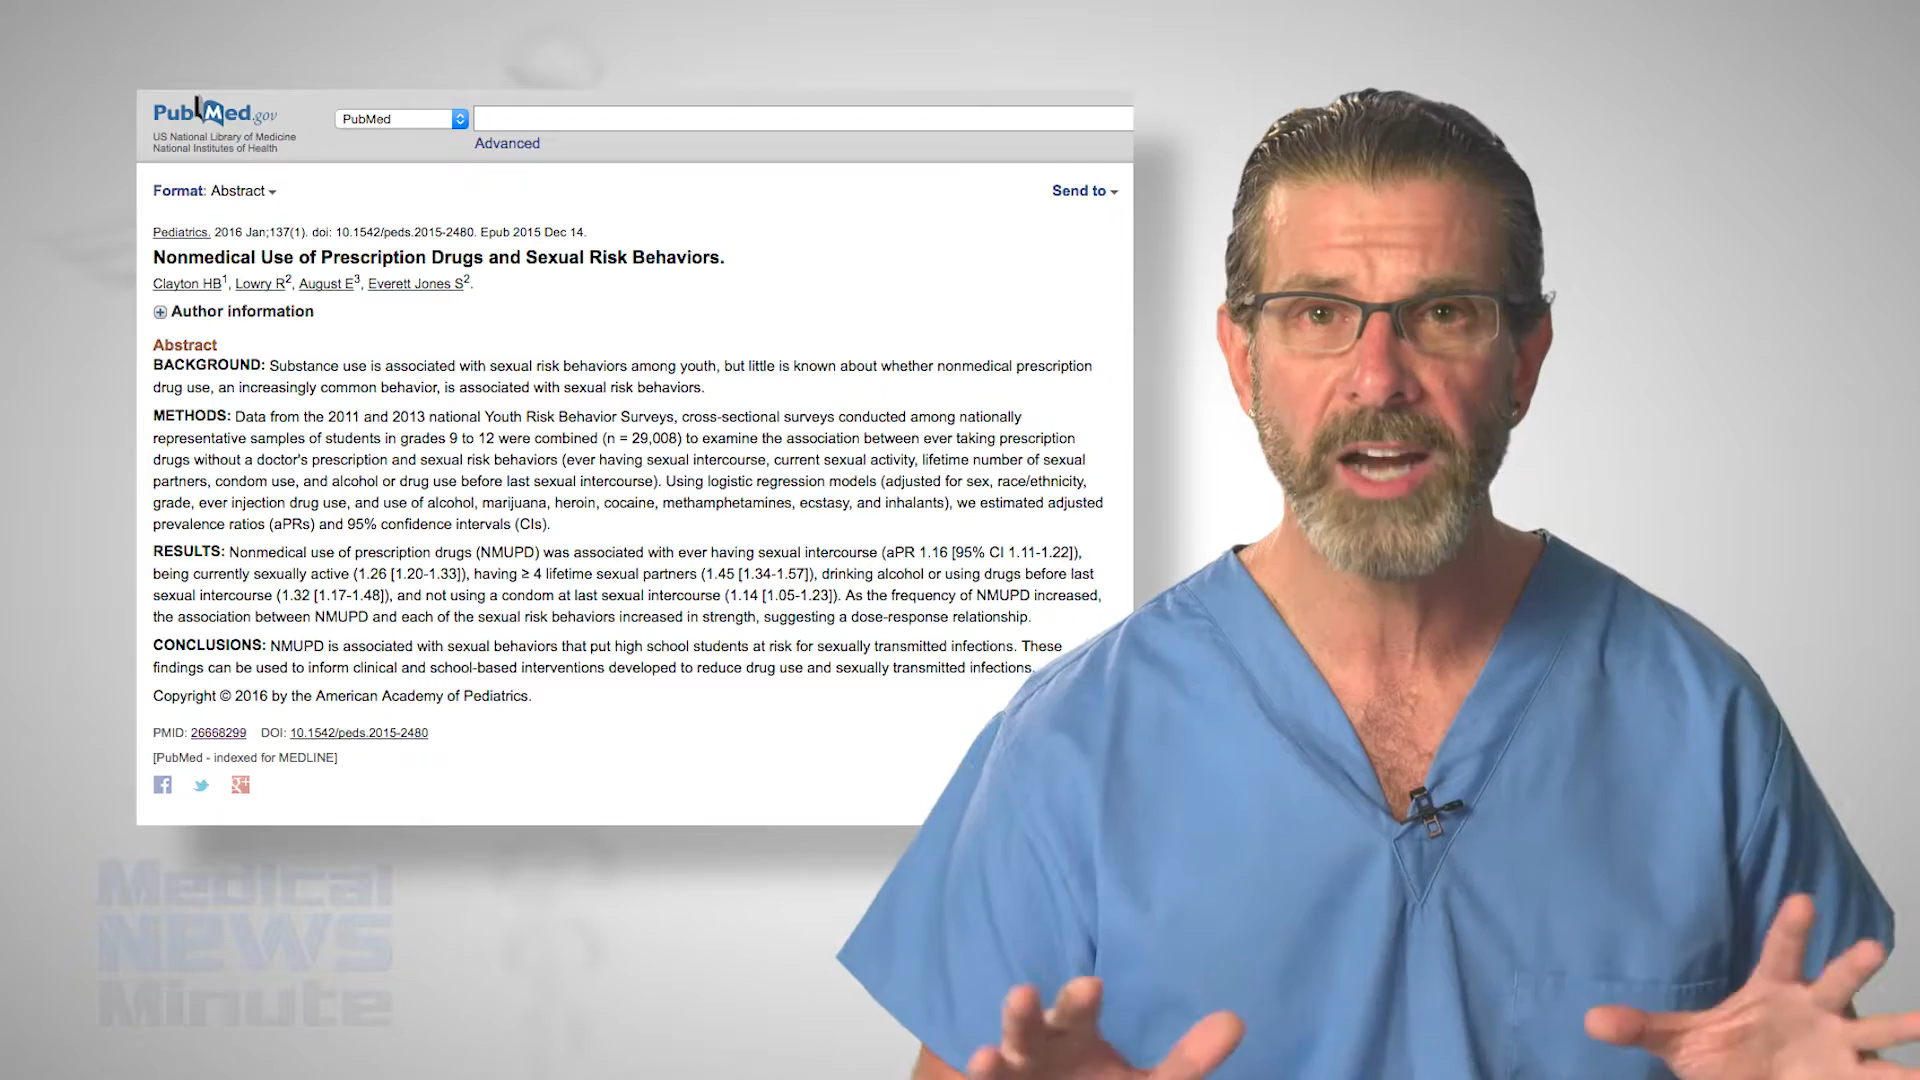 PubMed.gov
US National Library of Medicine
National Institutes of Health
PubMed
Advanced
Format: Abstract
Send to
Pediatrics. 2016 Jan;137(1). doi: 10.1542/peds.2015-2480. Epub 2015 Dec 14.
Nonmedical Use of Prescription Drugs and Sexual Risk Behaviors.
Clayton HB1, Lowry R2, August E3, Everett Jones S2.
Author information
Abstract
BACKGROUND: Substance use is associated with sexual risk behaviors among youth, but little is known about whether nonmedical prescription
drug use, an increasingly common behavior, is associated with sexual risk behaviors.
METHODS: Data from the 2011 and 2013 national Youth Risk Behavior Surveys, cross-sectional surveys conducted among nationally
representative samples of students in grades 9 to 12 were combined (n = 29,008) to examine the association between ever taking prescription
drugs without a doctor's prescription and sexual risk behaviors (ever having sexual intercourse, current sexual activity, lifetime number of sexual
partners, condom use, and alcohol or drug use before last sexual intercourse). Using logistic regression models (adjusted for sex, race/ethnicity,
grade, ever injection drug use, and use of alcohol, marijuana, heroin, cocaine, methamphetamines, ecstasy, and inhalants), we estimated adjusted
prevalence ratios (aPRs) and 95% confidence intervals (CIs).
RESULTS: Nonmedical use of prescription drugs (NMUPD) was associated with ever having sexual intercourse (aPR 1.16 [95% CI 1.11-1.22]),
being currently sexually active (1.26 [1.20-1.33]), having ≥ 4 lifetime sexual partners (1.45 [1.34-1.57]), drinking alcohol or using drugs before last
sexual intercourse (1.32 [1.17-1.48]), and not using a condom at last sexual intercourse (1.14 [1.05-1.23]). As the frequency of NMUPD increased,
the association between NMUPD and each of the sexual risk behaviors increased in strength, suggesting a dose-response relationship.
CONCLUSIONS: NMUPD is associated with sexual behaviors that put high school students at risk for sexually transmitted infections. These
findings can be used to inform clinical and school-based interventions developed to reduce drug use and sexually transmitted infections.
Copyright © 2016 by the American Academy of Pediatrics.
PMID: 26668299 DOI: 10.1542/peds.2015-2480
[PubMed - indexed for MEDLINE]
Medical
NEWS
Minute